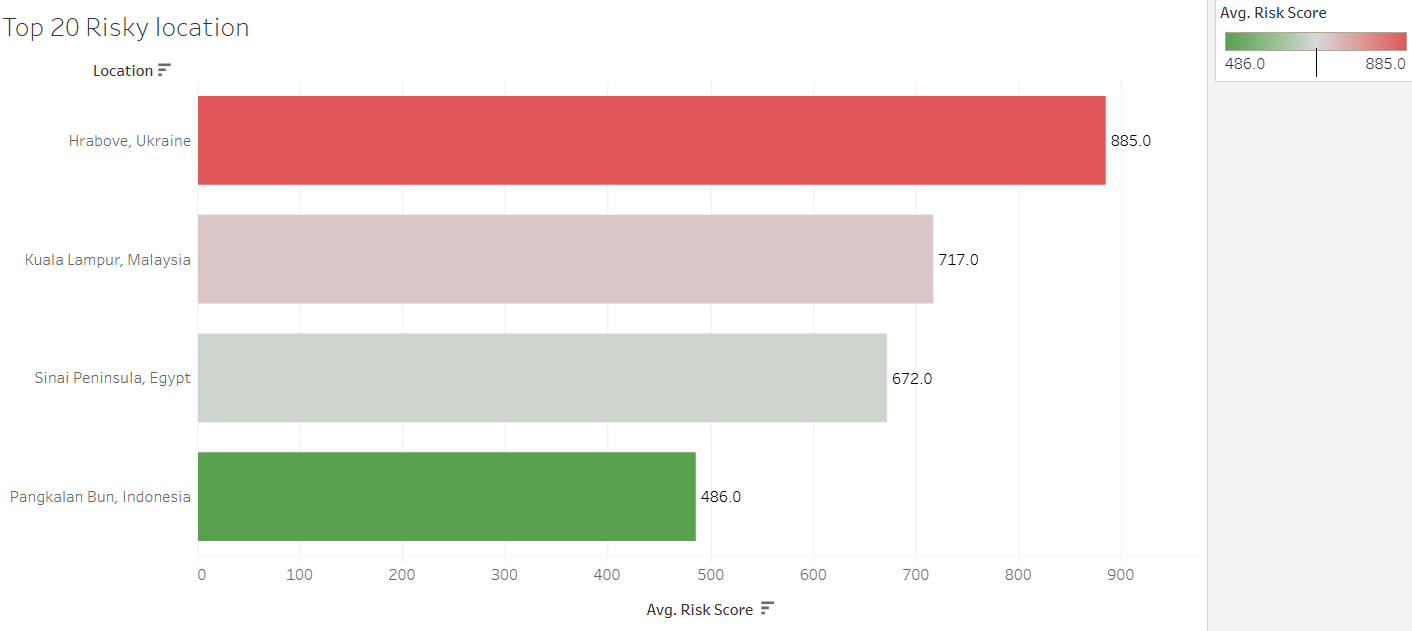 Top 20 Risky location
Location
Hrabove, Ukraine
885.0
Kuala Lampur, Malaysia
717.0
Sinai Peninsula, Egypt
672.0
Pangkalan Bun, Indonesia
486.0
0 100 200 300 400 500 600 700 800 900
Avg. Risk Score
Avg. Risk Score
486.0 885.0